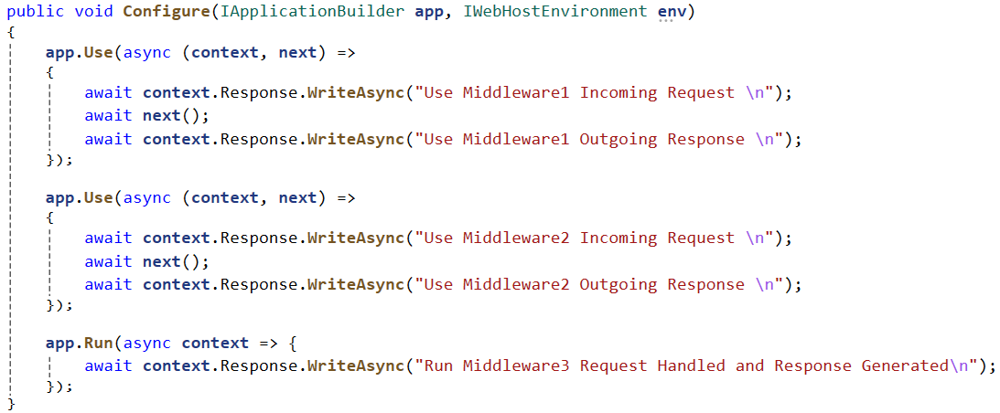 public void Configure(IApplicationBuilder app, IWebHostEnvironment env)
{
    app.Use(async (context, next) =>
    {
        await context.Response.WriteAsync("Use Middleware1 Incoming Request \n");
        await next();
        await context.Response.WriteAsync("Use Middleware1 Outgoing Response \n");
    });

    app.Use(async (context, next) =>
    {
        await context.Response.WriteAsync("Use Middleware2 Incoming Request \n");
        await next();
        await context.Response.WriteAsync("Use Middleware2 Outgoing Response \n");
    });

    app.Run(async context => {
        await context.Response.WriteAsync("Run Middleware3 Request Handled and Response Generated\n");
    });
}